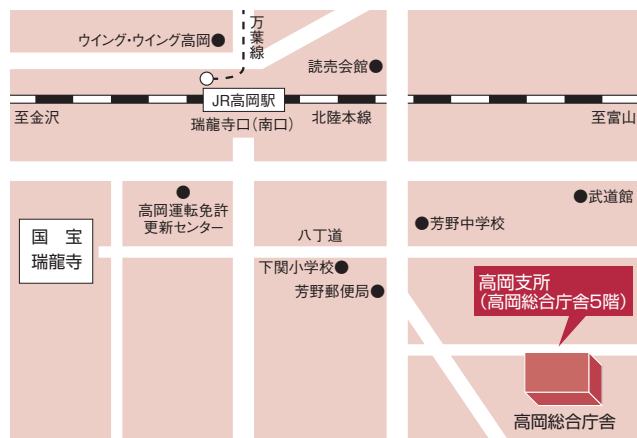 ウイング・ウイング高岡
万葉線
読売会館
JR高岡駅
至金沢
瑞龍寺口(南口)
北陸本線
至富山
武道館
高岡運転免許
更新センター
芳野中学校
国 宝
瑞龍寺
八丁道
下関小学校
芳野郵便局
高岡支所
(高岡総合庁舎5階)
高岡総合庁舎